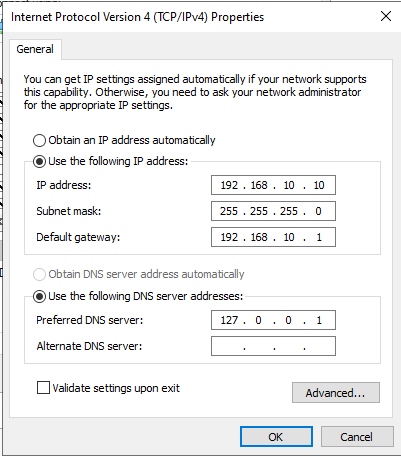 Internet Protocol Version 4 (TCP/IPv4) Properties
General
You can get IP settings assigned automatically if your network supports
this capability. Otherwise, you need to ask your network administrator
for the appropriate IP settings.
Obtain an IP address automatically
Use the following IP address:
IP address: 192 . 168 . 10 . 10
Subnet mask: 255 . 255 . 255 . 0
Default gateway: 192 . 168 . 10 . 1
Obtain DNS server address automatically
Use the following DNS server addresses:
Preferred DNS server: 127 . 0 . 0 . 1
Alternate DNS server: . . .
Validate settings upon exit
Advanced...
OK Cancel